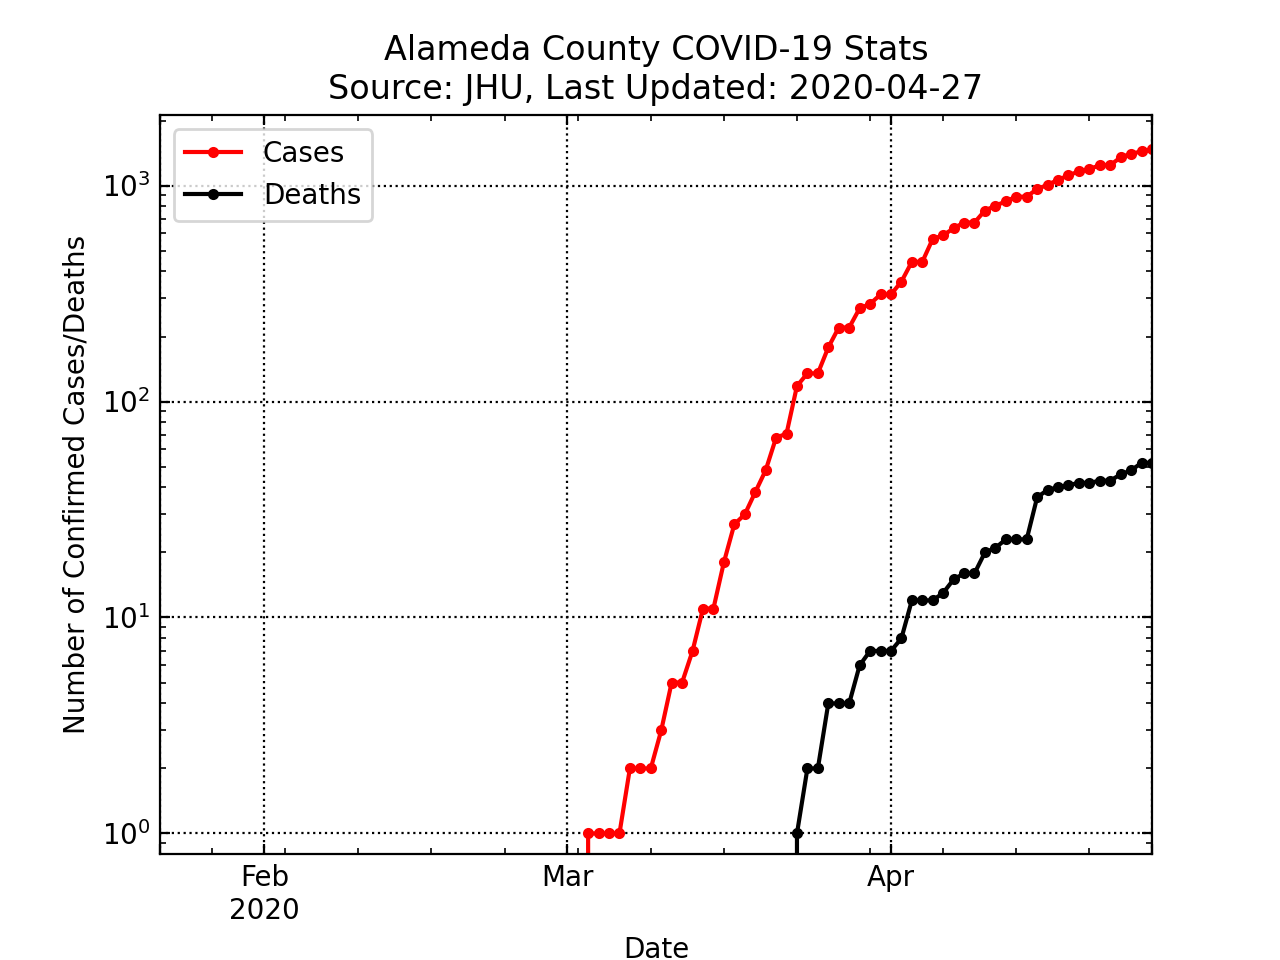 Alameda County COVID-19 Stats
Source: JHU, Last Updated: 2020-04-27
Cases
Deaths
10³
10²
10¹
10⁰
Number of Confirmed Cases/Deaths
Feb
2020
Mar
Apr
Date